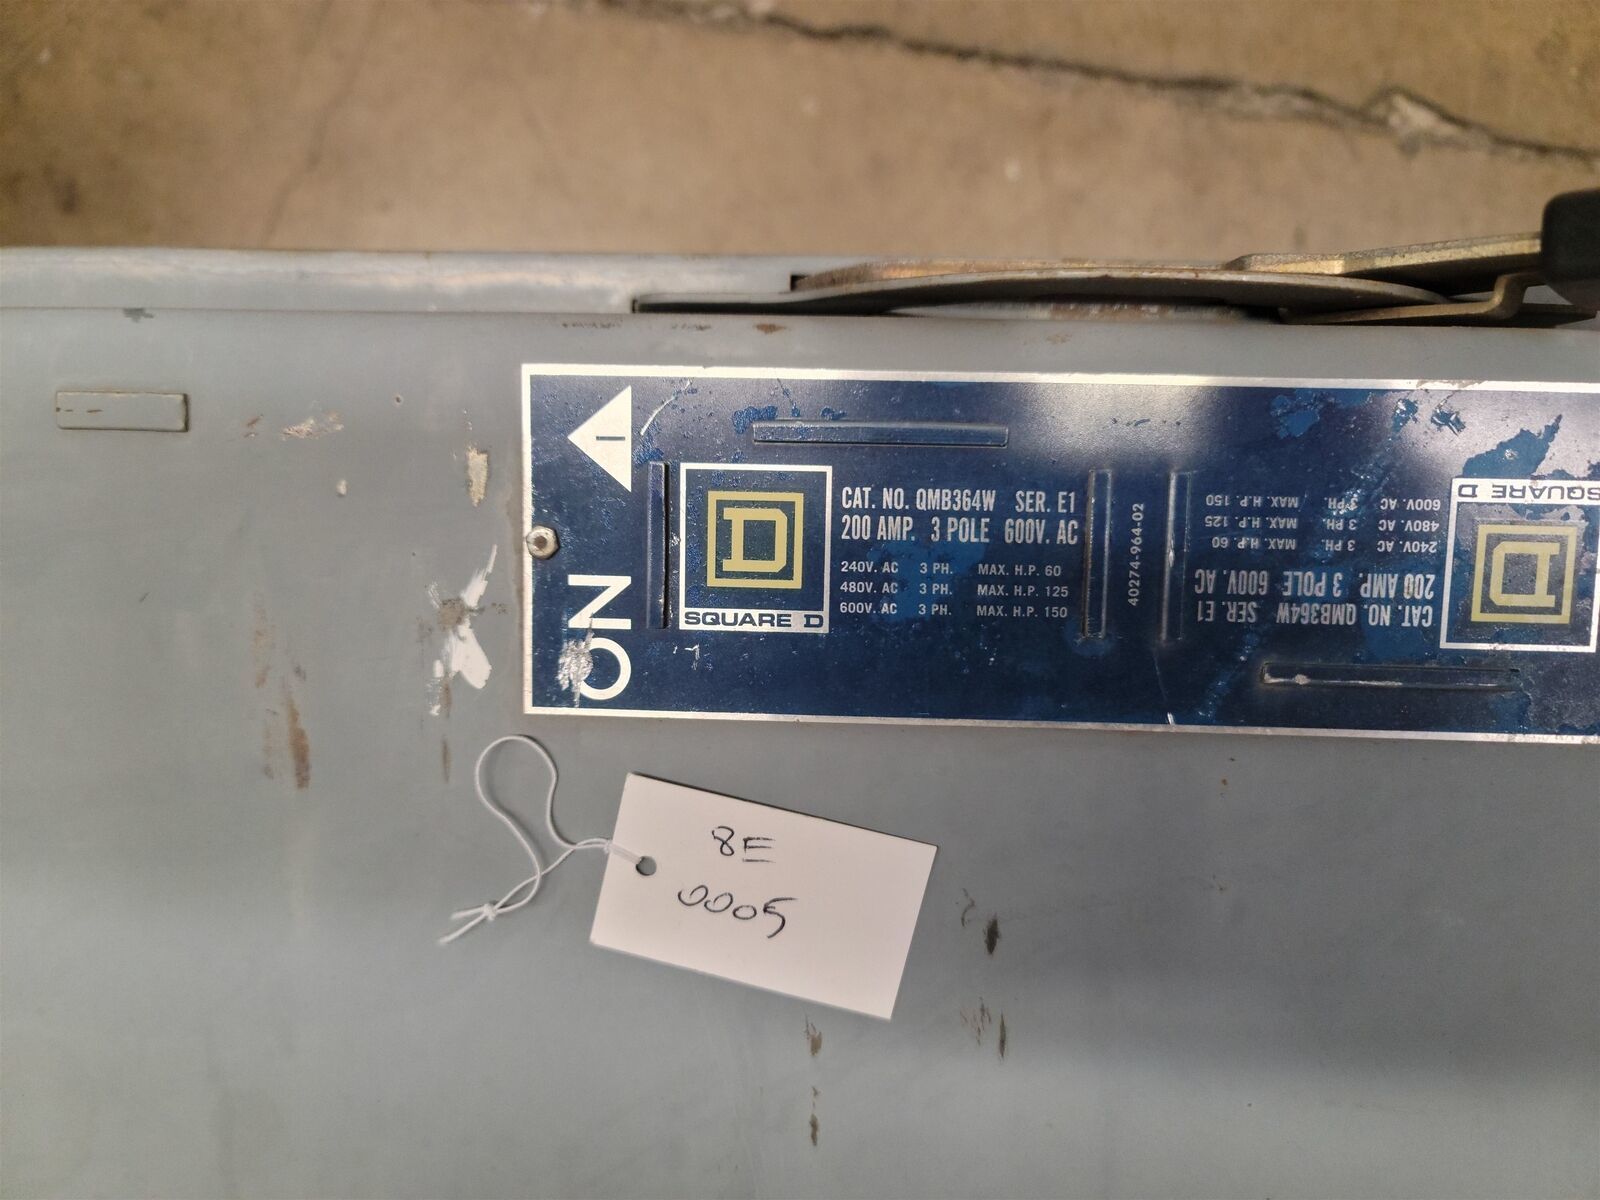 ON
I
D
SQUARE D
CAT. NO. QMB364W SER. E1
200 AMP. 3 POLE 600V. AC
240V. AC 3 PH. MAX. H.P. 60
480V. AC 3 PH. MAX. H.P. 125
600V. AC 3 PH. MAX. H.P. 150
40274-964-02
D
SQUARE D
CAT. NO. QMB364W SER. E1
200 AMP. 3 POLE 600V. AC
240V. AC 3 PH. MAX. H.P. 60
480V. AC 3 PH. MAX. H.P. 125
600V. AC 3 PH. MAX. H.P. 150
8E
0005